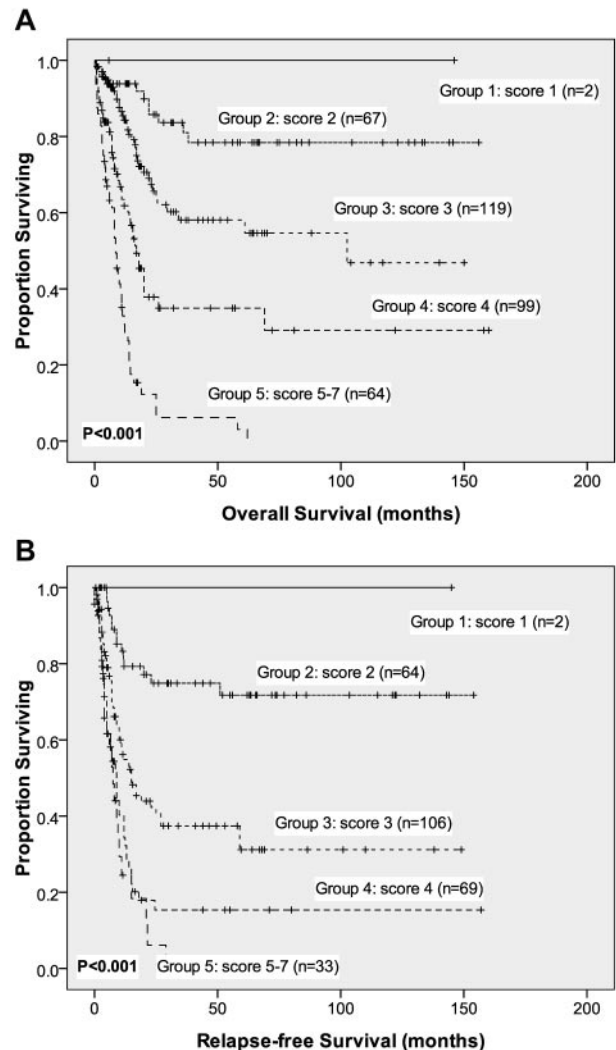 A
1.0
0.8
0.6
0.4
0.2
0.0
Proportion Surviving
Group 1: score 1 (n=2)
Group 2: score 2 (n=67)
Group 3: score 3 (n=119)
Group 4: score 4 (n=99)
Group 5: score 5-7 (n=64)
P<0.001
0 50 100 150 200
Overall Survival (months)
B
1.0
0.8
0.6
0.4
0.2
0.0
Proportion Surviving
Group 1: score 1 (n=2)
Group 2: score 2 (n=64)
Group 3: score 3 (n=106)
Group 4: score 4 (n=69)
P<0.001 Group 5: score 5-7 (n=33)
0 50 100 150 200
Relapse-free Survival (months)